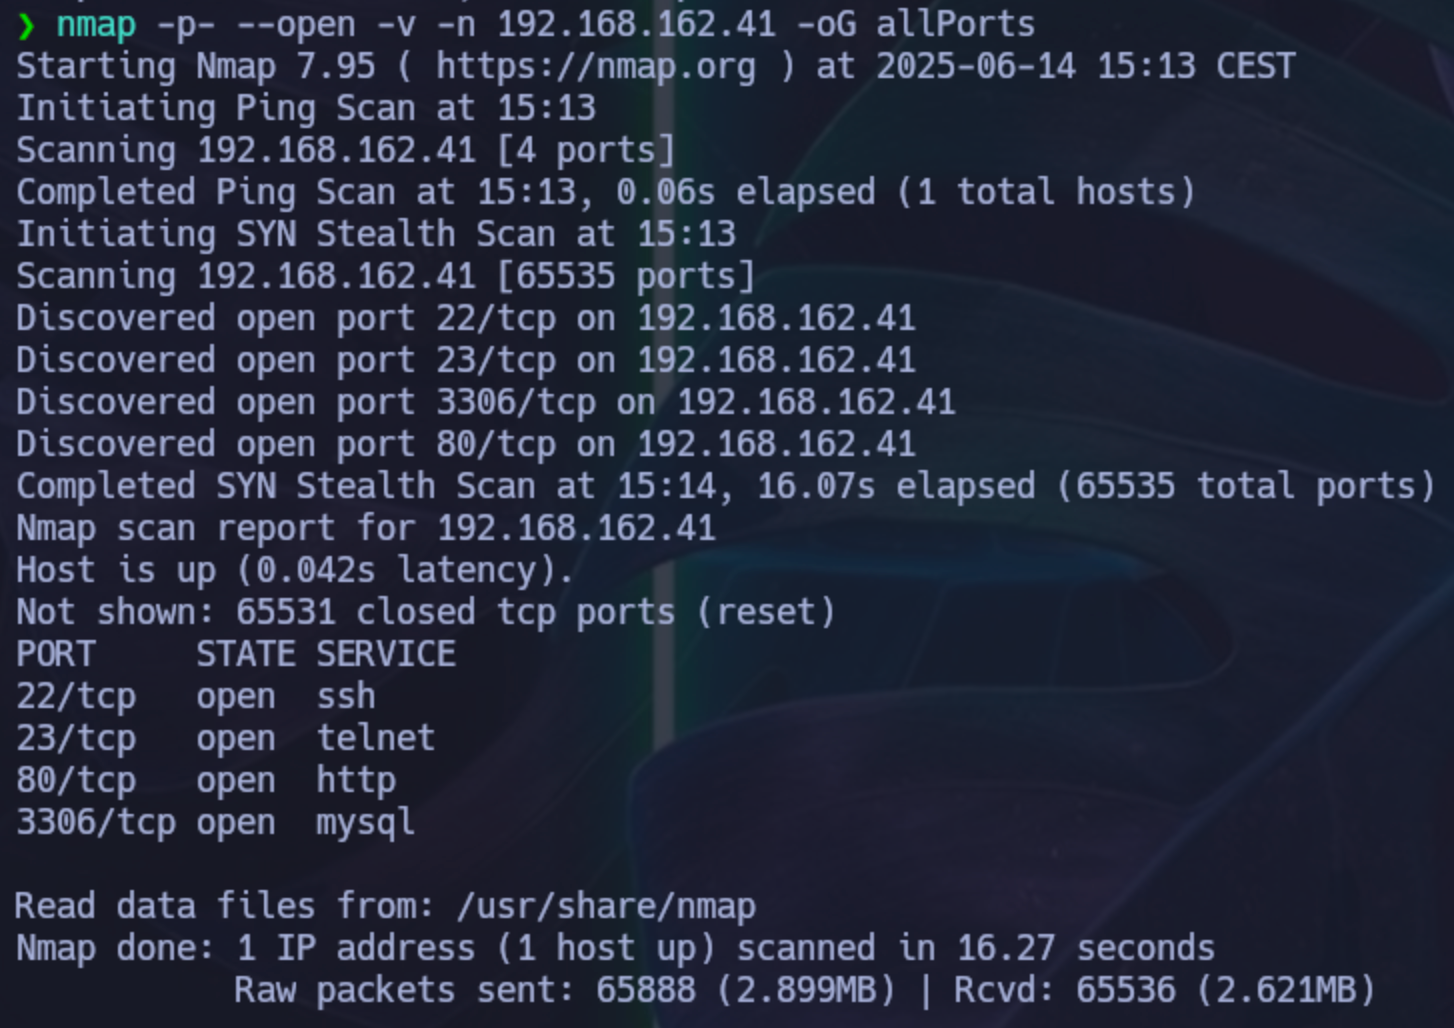 ❯ nmap -p- --open -v -n 192.168.162.41 -oG allPorts
Starting Nmap 7.95 ( https://nmap.org ) at 2025-06-14 15:13 CEST
Initiating Ping Scan at 15:13
Scanning 192.168.162.41 [4 ports]
Completed Ping Scan at 15:13, 0.06s elapsed (1 total hosts)
Initiating SYN Stealth Scan at 15:13
Scanning 192.168.162.41 [65535 ports]
Discovered open port 22/tcp on 192.168.162.41
Discovered open port 23/tcp on 192.168.162.41
Discovered open port 3306/tcp on 192.168.162.41
Discovered open port 80/tcp on 192.168.162.41
Completed SYN Stealth Scan at 15:14, 16.07s elapsed (65535 total ports)
Nmap scan report for 192.168.162.41
Host is up (0.042s latency).
Not shown: 65531 closed tcp ports (reset)
PORT     STATE SERVICE
22/tcp   open  ssh
23/tcp   open  telnet
80/tcp   open  http
3306/tcp open  mysql
Read data files from: /usr/share/nmap
Nmap done: 1 IP address (1 host up) scanned in 16.27 seconds
           Raw packets sent: 65888 (2.899MB) | Rcvd: 65536 (2.621MB)